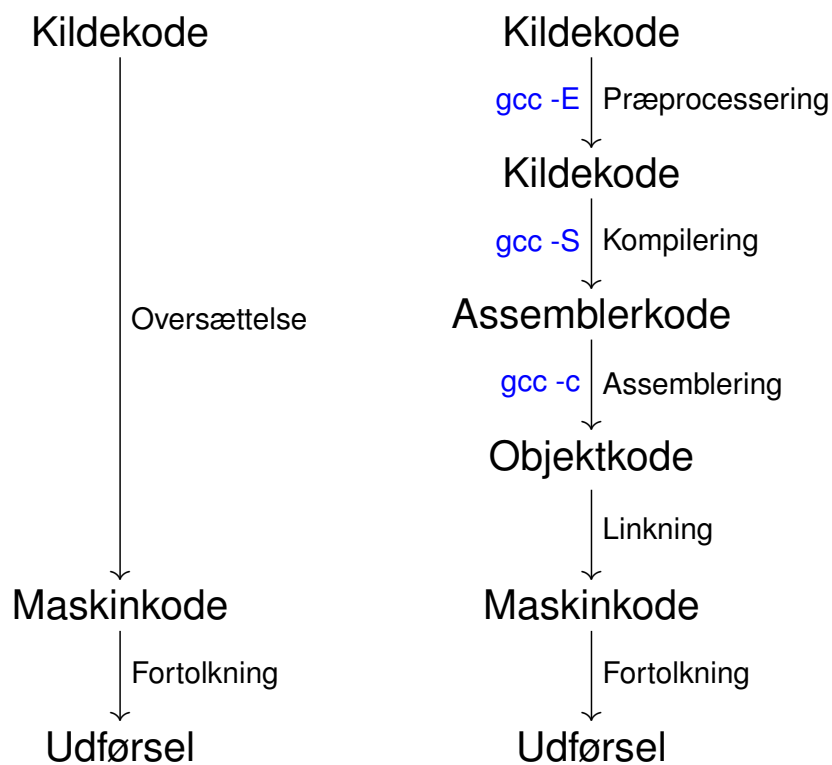 Kildekode
Oversættelse
Maskinkode
Fortolkning
Udførsel
Kildekode
gcc -E Præprocessering
Kildekode
gcc -S Kompilering
Assemblerkode
gcc -c Assemblering
Objektkode
Linkning
Maskinkode
Fortolkning
Udførsel